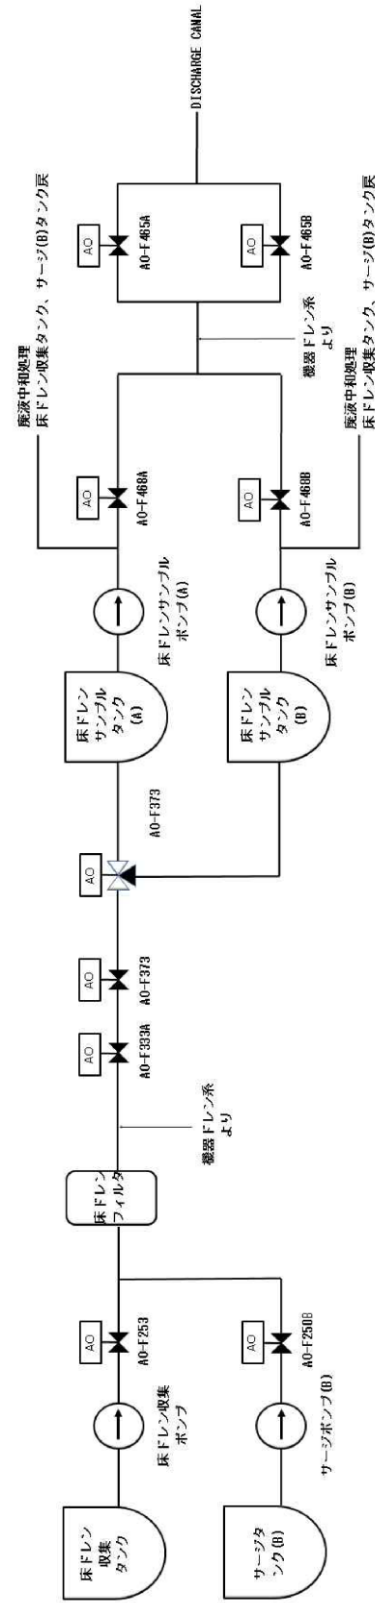 床ドレン
収集
タンク
床ドレン収集
ポンプ
AO
AO-F253
サージタ
ンク(B)
サージポンプ(B)
AO
AO-F250B
床ドレン
フィルタ
機器ドレン系
より
AO
AO-F333A
AO
AO-F373
AO
AO-F373
床ドレン
サンプル
タンク
(A)
床ドレンサンプル
ポンプ(A)
床ドレン
サンプル
タンク
(B)
床ドレンサンプル
ポンプ(B)
廃液中和処理
床ドレン収集タンク、サージ(B)タンク戻
AO
AO-F468A
AO
AO-F468B
廃液中和処理
床ドレン収集タンク、サージ(B)タンク戻
機器ドレン系
より
AO
AO-F465A
AO
AO-F465B
DISCHARGE CANAL